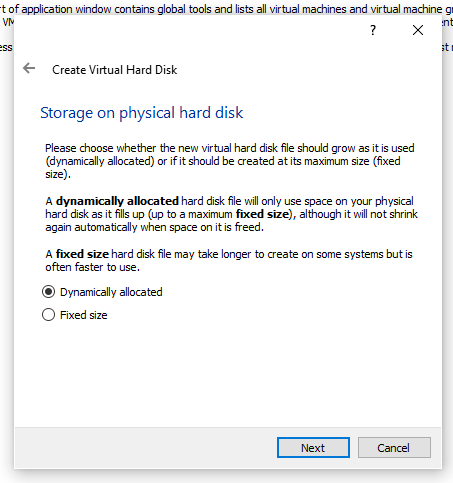 rt of application window contains global tools and lists all virtual machines and virtual machine gr
VM
ent
ess
st
?
Create Virtual Hard Disk
Storage on physical hard disk
Please choose whether the new virtual hard disk file should grow as it is used
(dynamically allocated) or if it should be created at its maximum size (fixed
size).
A dynamically allocated hard disk file will only use space on your physical
hard disk as it fills up (up to a maximum fixed size), although it will not shrink
again automatically when space on it is freed.
A fixed size hard disk file may take longer to create on some systems but is
often faster to use.
Dynamically allocated
Fixed size
Next
Cancel